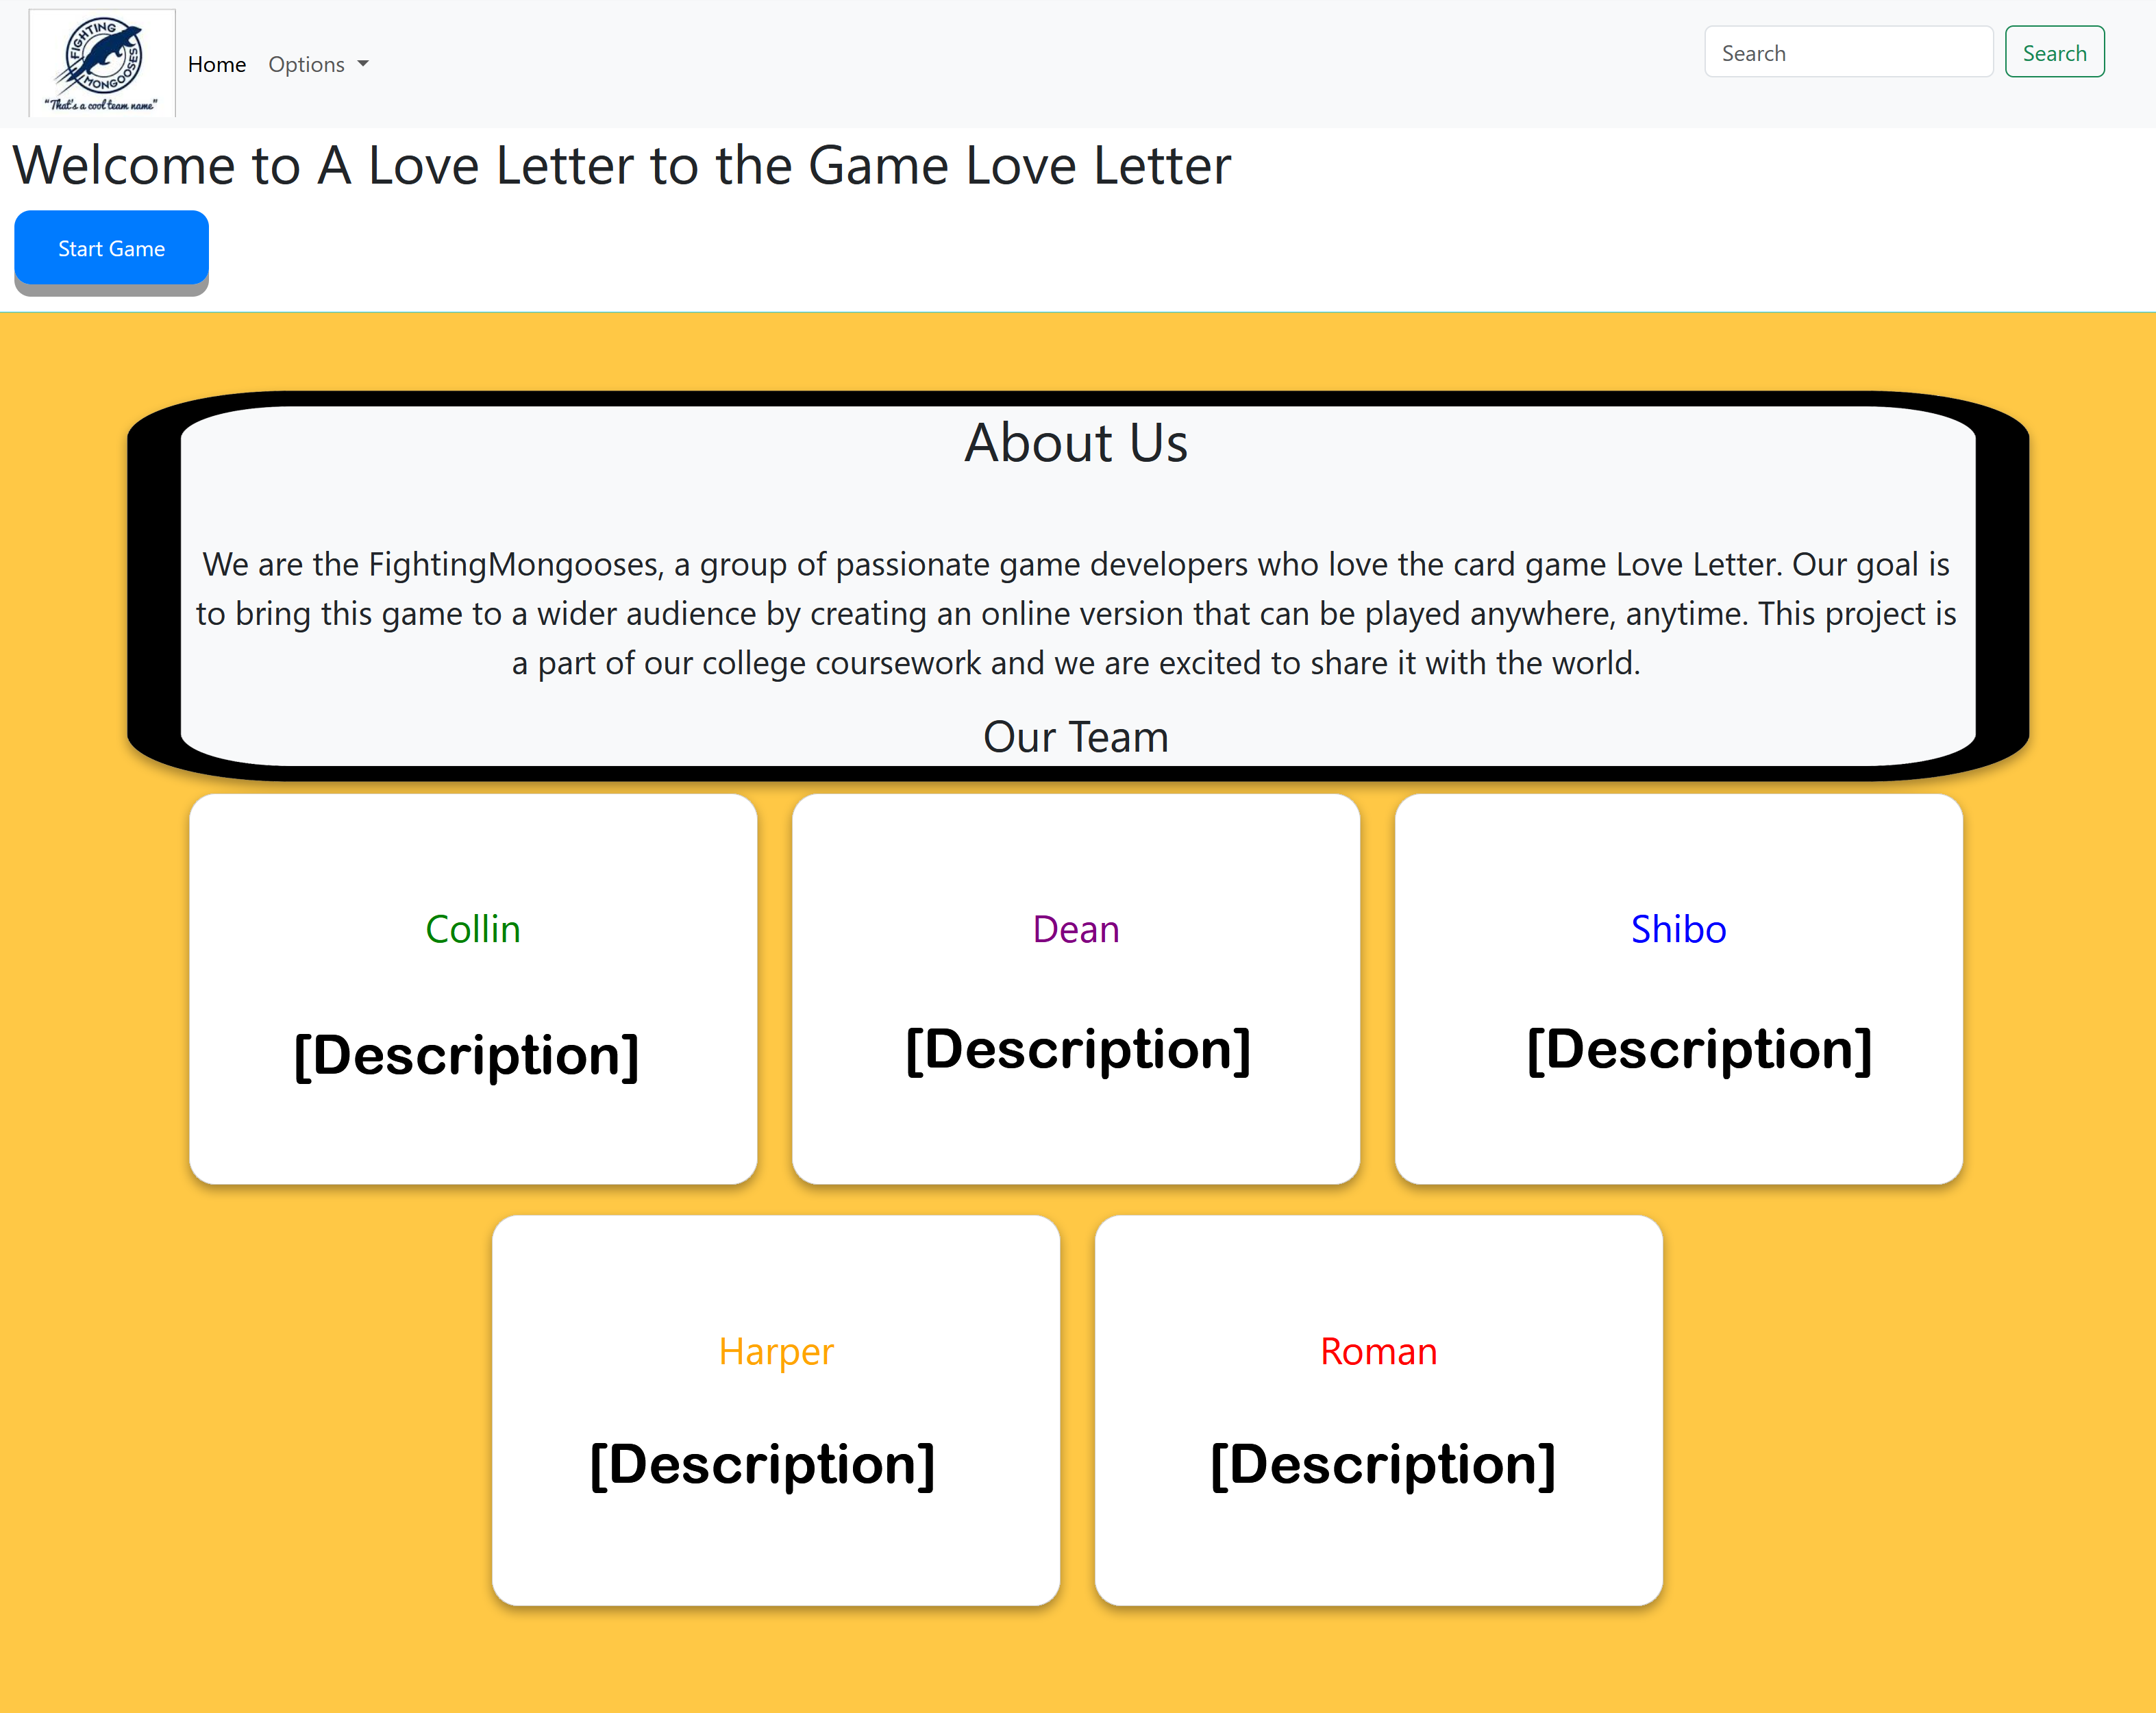 FIGHTING
MONGOOSES
"That's a cool team name"
Home
Options
Search
Search
Welcome to A Love Letter to the Game Love Letter
Start Game
About Us
We are the FightingMongooses, a group of passionate game developers who love the card game Love Letter. Our goal is
to bring this game to a wider audience by creating an online version that can be played anywhere, anytime. This project is
a part of our college coursework and we are excited to share it with the world.
Our Team
Collin
[Description]
Dean
[Description]
Shibo
[Description]
Harper
[Description]
Roman
[Description]